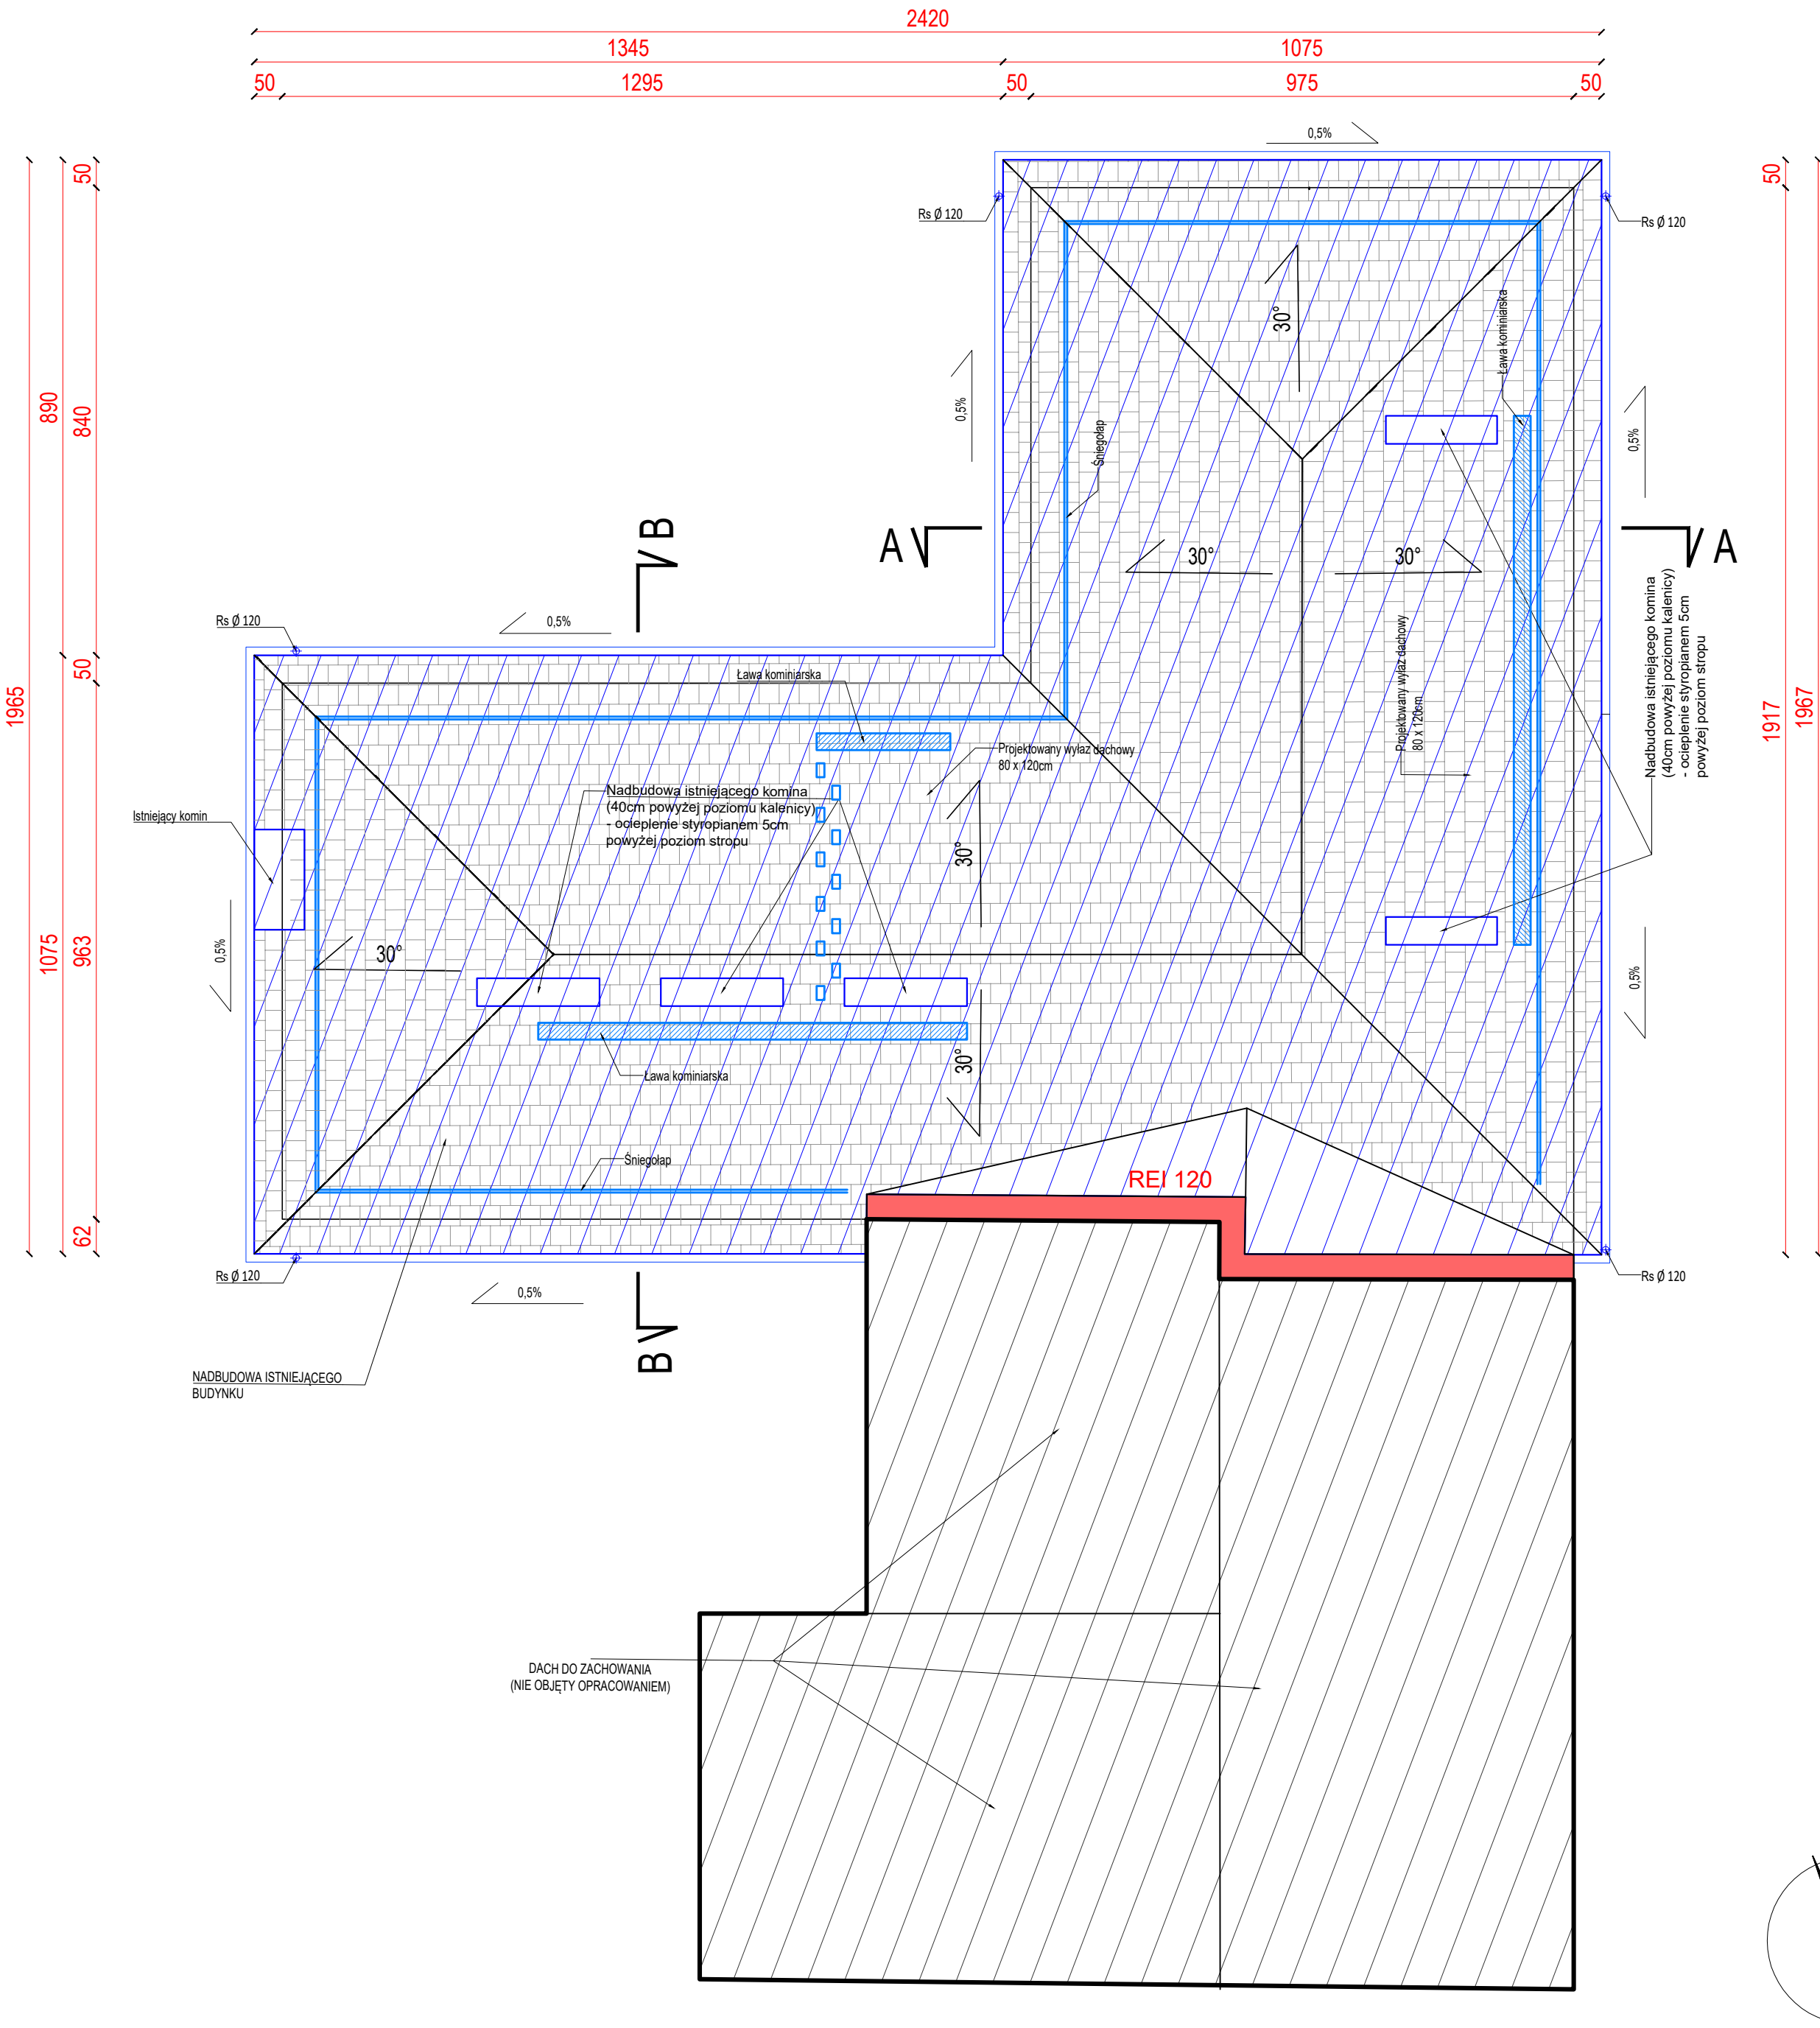 2420
1345
1075
50
1295
50
975
50
0,5%
50
50
Rs Ø 120
Rs Ø 120
30°
Ława kominiarska
890
840
0,5%
0,5%
Śniegołap
B
A
A
30°
30°
Nadbudowa istniejącego komina
(40cm powyżej poziomu kalenicy)
- ocieplenie styropianem 5cm
powyżej poziom stropu
Rs Ø 120
0,5%
Projektowany wyłaz dachowy
80 x 120cm
50
Ława kominiarska
1965
1917
1967
Projektowany wyłaz dachowy
80 x 120cm
Nadbudowa istniejącego komina
(40cm powyżej poziomu kalenicy)
- ocieplenie styropianem 5cm
powyżej poziom stropu
Istniejący komin
30°
1075
963
0,5%
30°
0,5%
30°
Ława kominiarska
Śniegołap
REI 120
62
Rs Ø 120
0,5%
Rs Ø 120
B
NADBUDOWA ISTNIEJĄCEGO
BUDYNKU
DACH DO ZACHOWANIA
(NIE OBJĘTY OPRACOWANIEM)